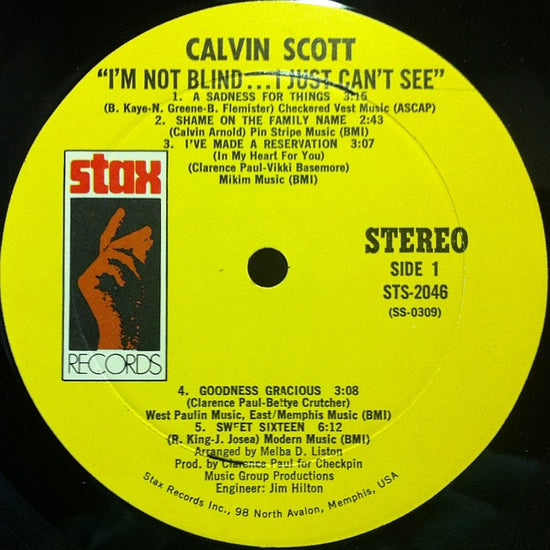 CALVIN SCOTT
"I'M NOT BLIND...I JUST CAN'T SEE"
1. A SADNESS FOR THINGS 3:15
(B. Kaye-N. Greene-B. Flemister) Checkered Vest Music (ASCAP)
2. SHAME ON THE FAMILY NAME 2:43
(Calvin Arnold) Pin Stripe Music (BMI)
3. I'VE MADE A RESERVATION 3:07
(In My Heart For You)
(Clarence Paul-Vikki Basemore)
Mikim Music (BMI)
stax
RECORDS
STEREO
SIDE 1
STS-2046
(SS-0309)
4. GOODNESS GRACIOUS 3:08
(Clarence Paul-Bettye Crutcher)
West Paulin Music, East/Memphis Music (BMI)
5. SWEET SIXTEEN 6:12
(R. King-J. Josea) Modern Music (BMI)
Arranged by Melba D. Liston
Prod. by Clarence Paul for Checkpin
Music Group Productions
Engineer: Jim Hilton
Stax Records Inc., 98 North Avalon, Memphis, USA